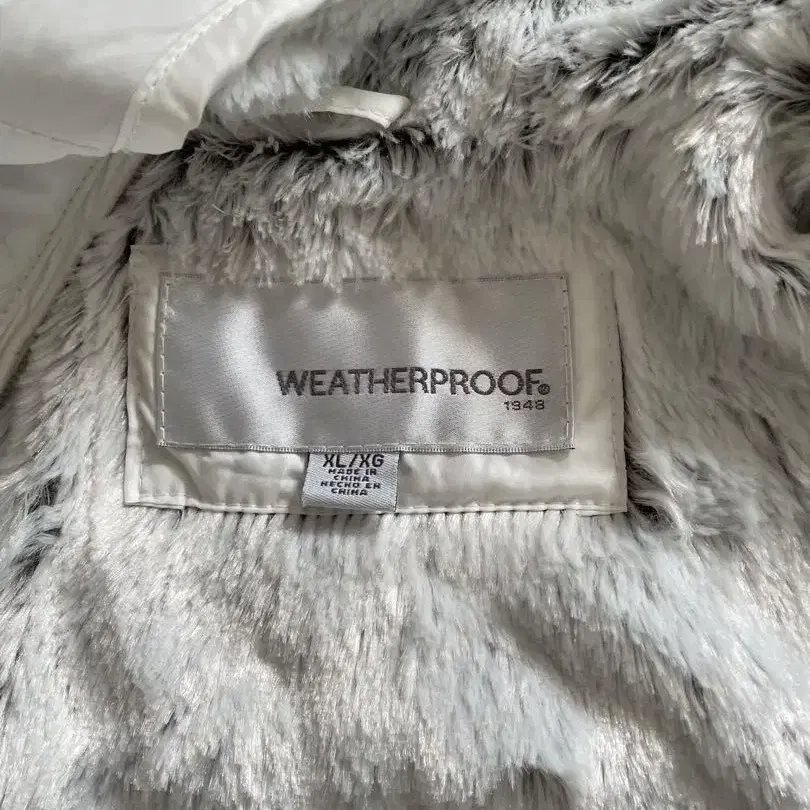 WEATHERPROOF®
1948
XL/XG
MADE IN
CHINA
HECHO EN
CHINA